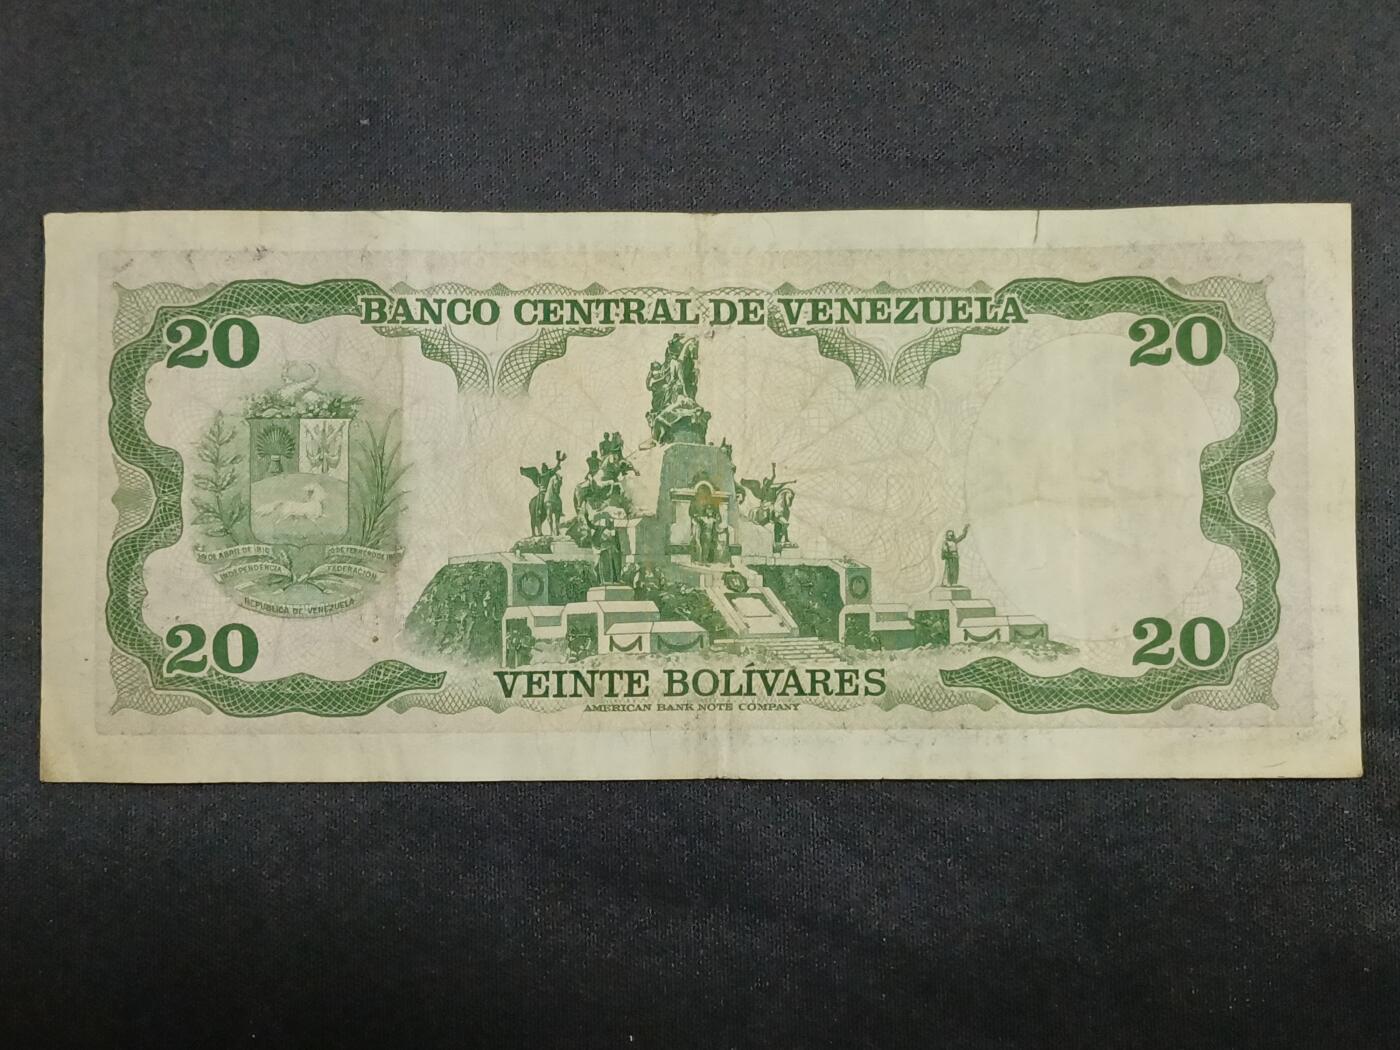 BANCO CENTRAL DE VENEZUELA
20
20
19 DE ABRIL DE 1810
INDEPENDENCIA
20 DE FEBRERO DE 1859
FEDERACIÓN
REPUBLICA DE VENEZUELA
20
20
VEINTE BOLÍVARES
AMERICAN BANK NOTE COMPANY